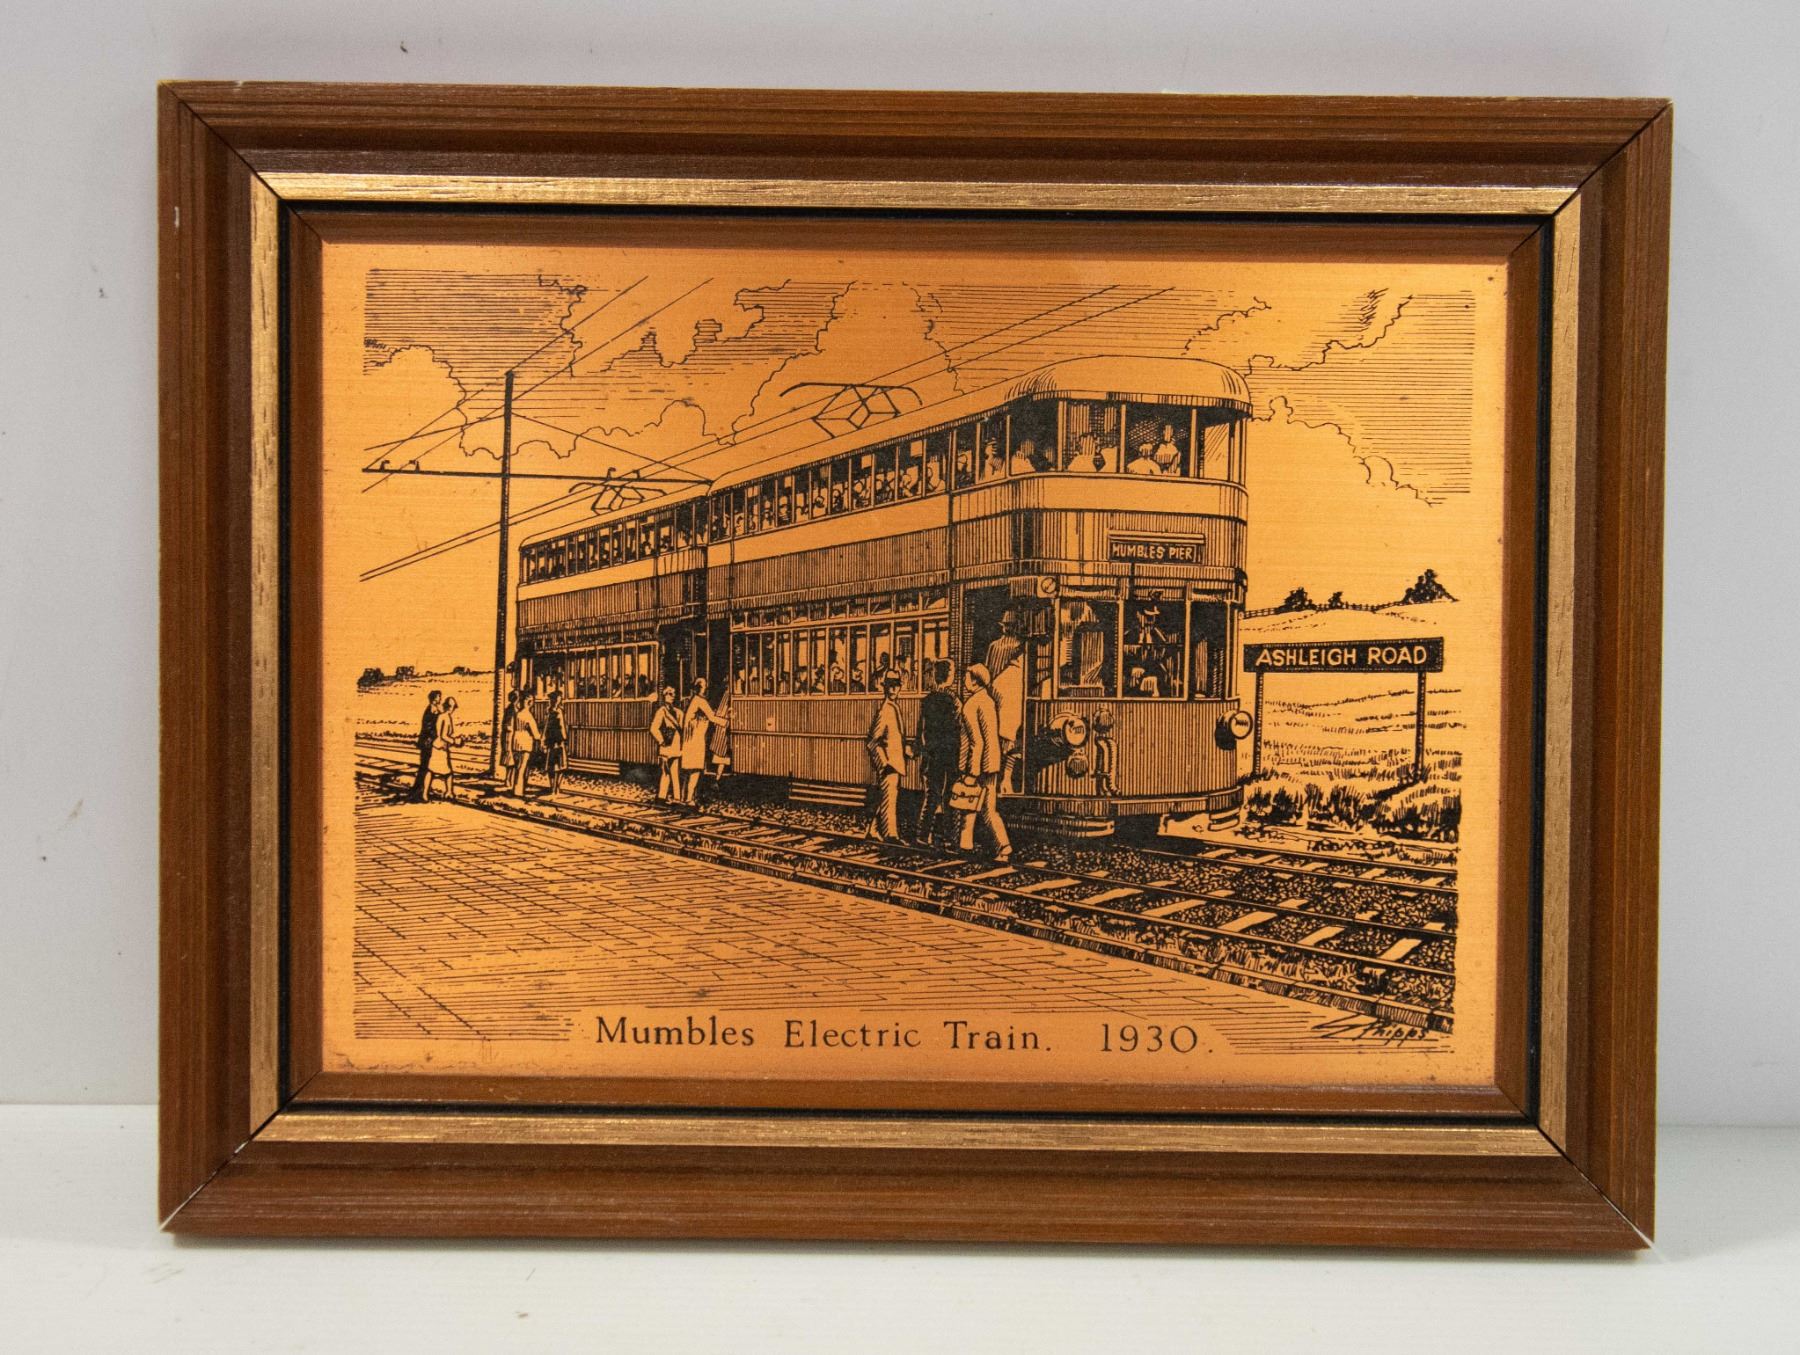 MUMBLES PIER
ASHLEIGH ROAD
Mumbles Electric Train. 1930.